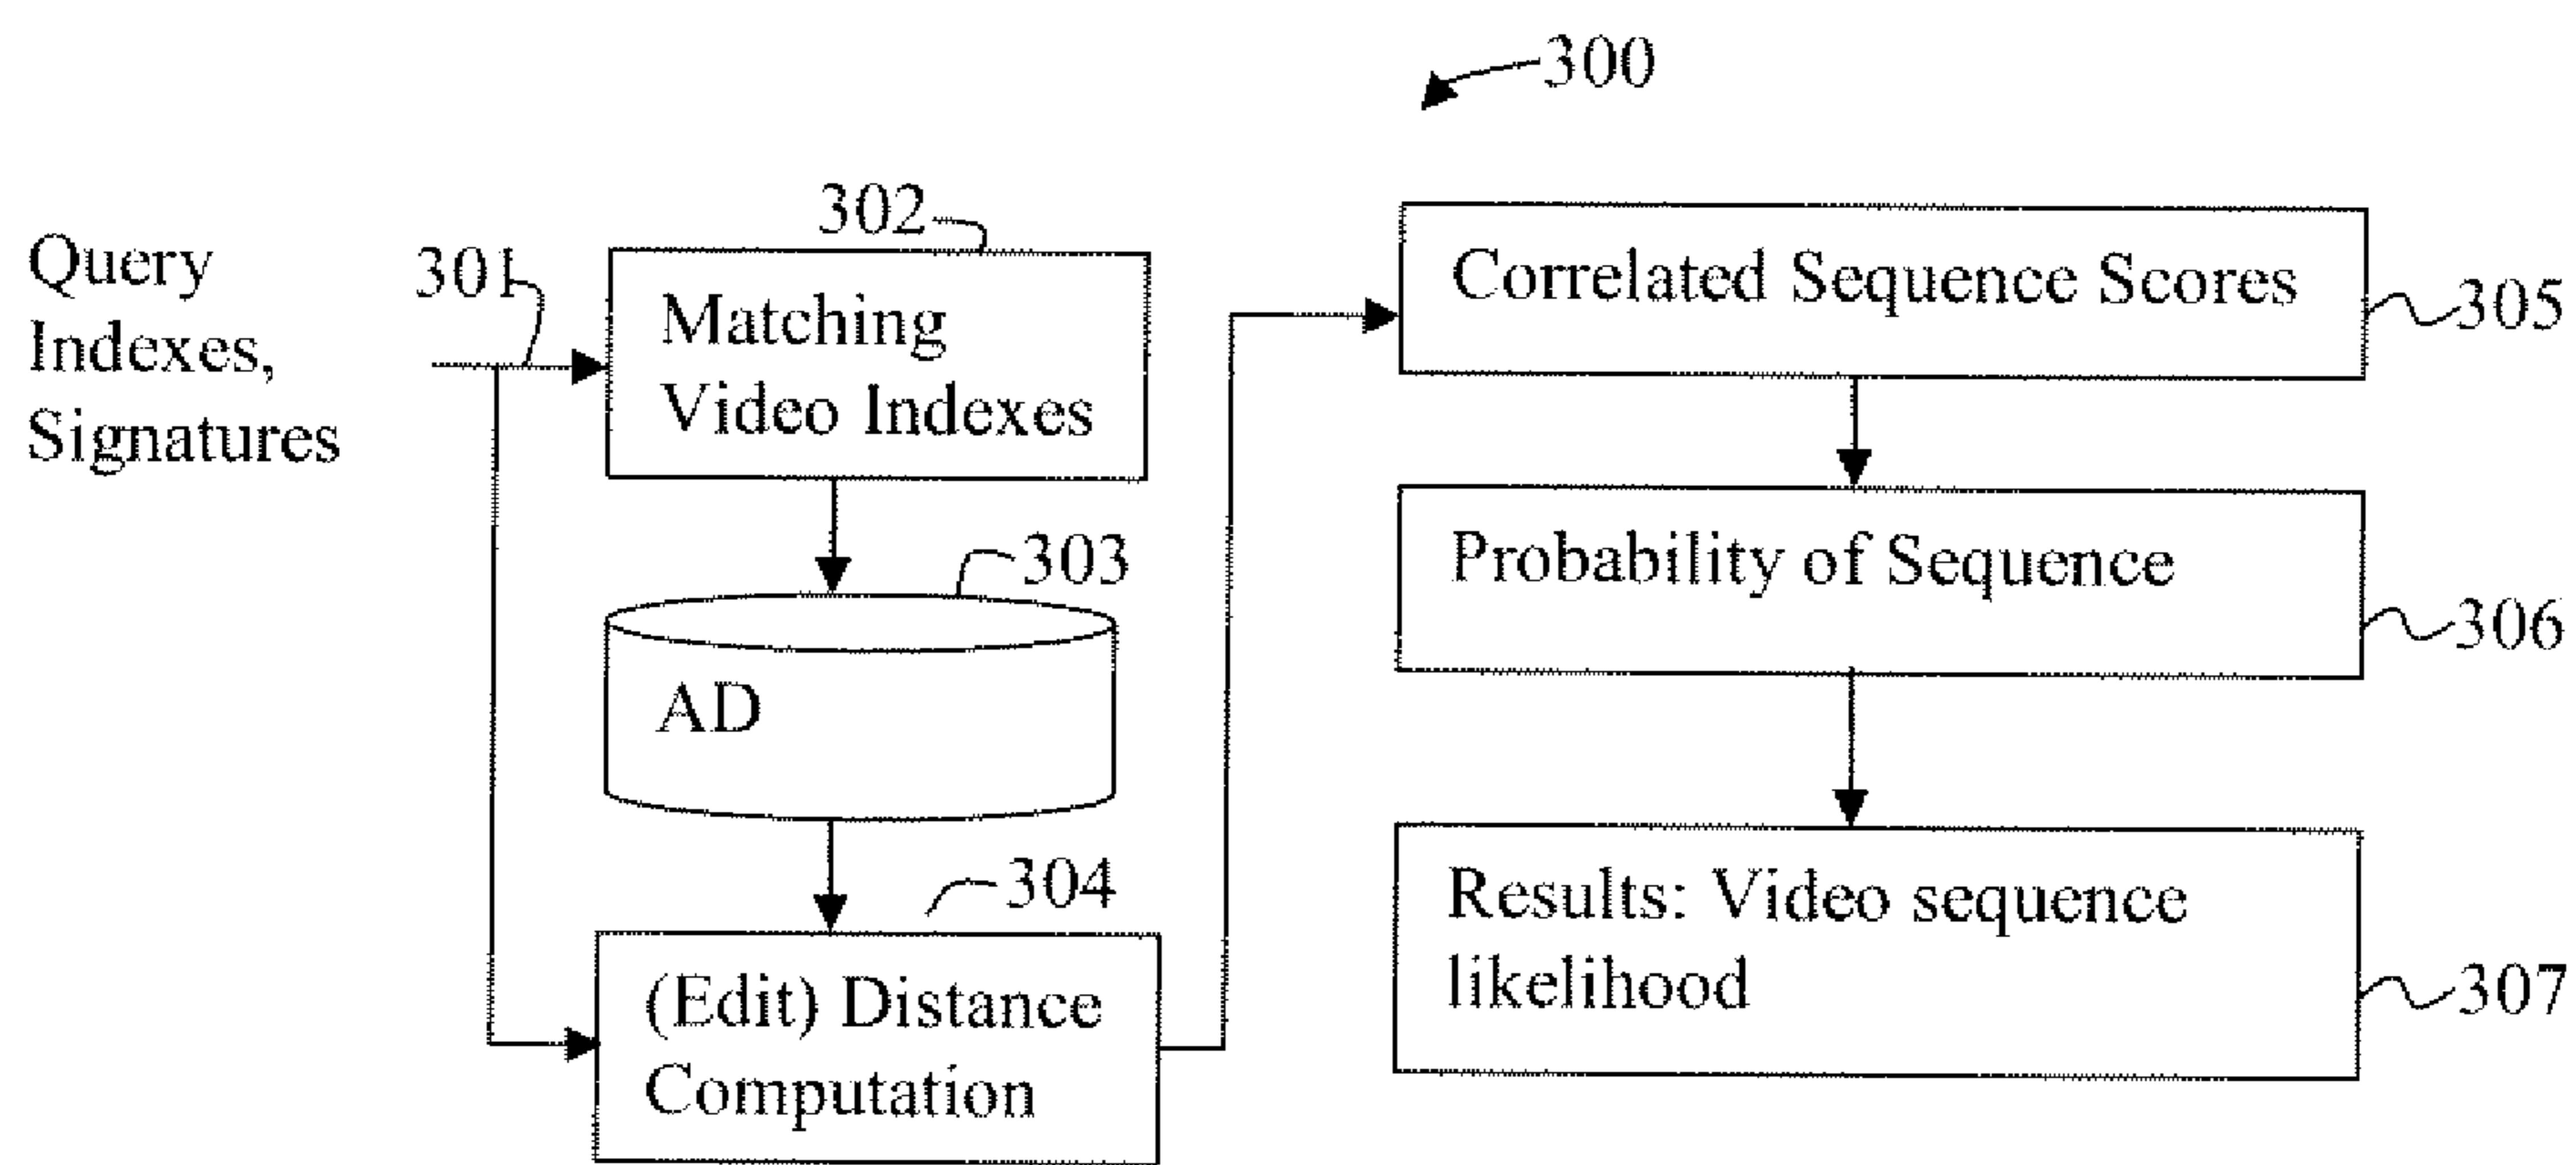 300
Query
Indexes,
Signatures
301
302
Matching
Video Indexes
303
AD
304
(Edit) Distance
Computation
Correlated Sequence Scores
305
Probability of Sequence
306
Results: Video sequence
likelihood
307